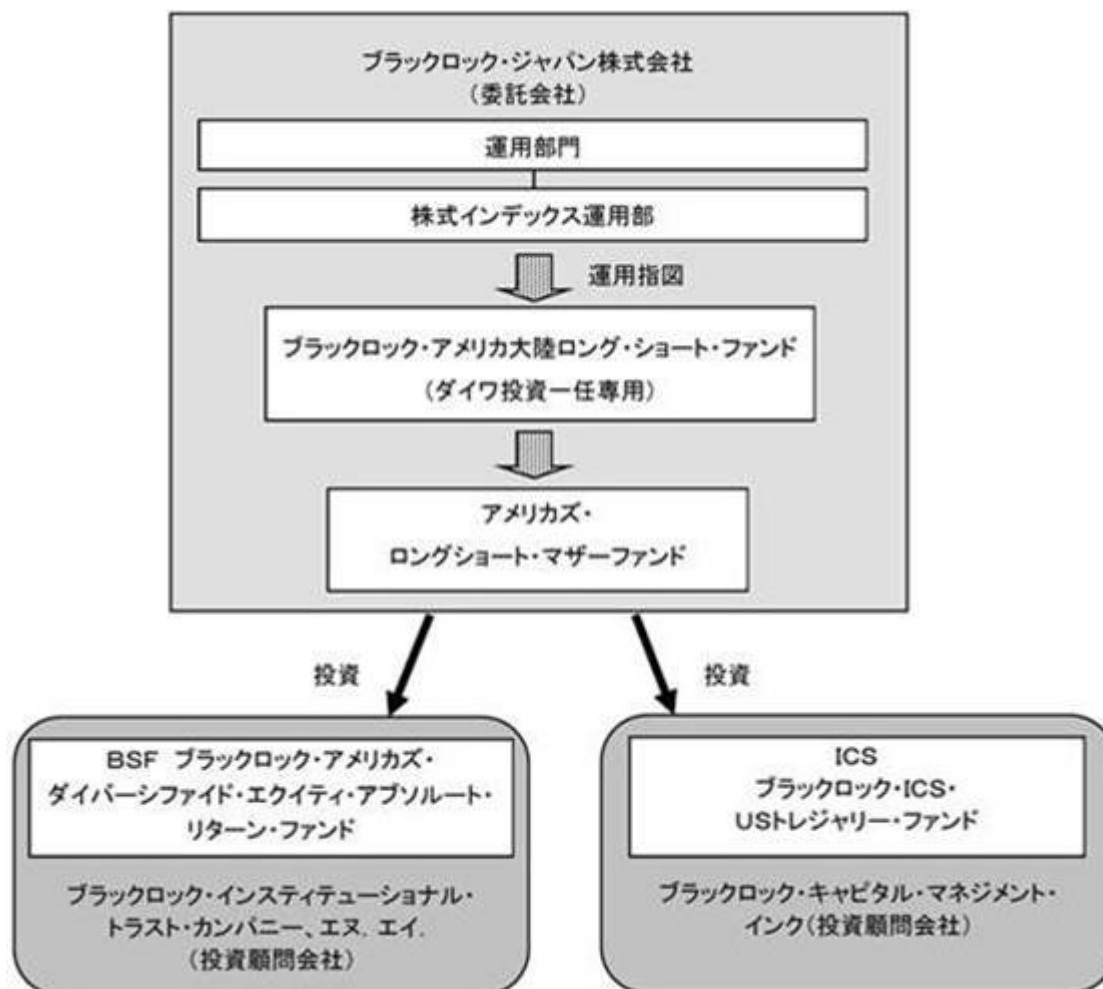 ブラックロック・ジャパン株式会社
（委託会社）
運用部門
株式インデックス運用部
運用指図
ブラックロック・アメリカ大陸ロング・ショート・ファンド
（ダイワ投資一任専用）
アメリカズ・
ロングショート・マザーファンド
投資
投資
BSF ブラックロック・アメリカズ・
ダイバーシファイド・エクイティ・アブソルート・
リターン・ファンド
ブラックロック・インスティテューショナル・
トラスト・カンパニー、エヌ．エイ．
（投資顧問会社）
ICS
ブラックロック・ICS・
USトレジャリー・ファンド
ブラックロック・キャピタル・マネジメント・
インク（投資顧問会社）